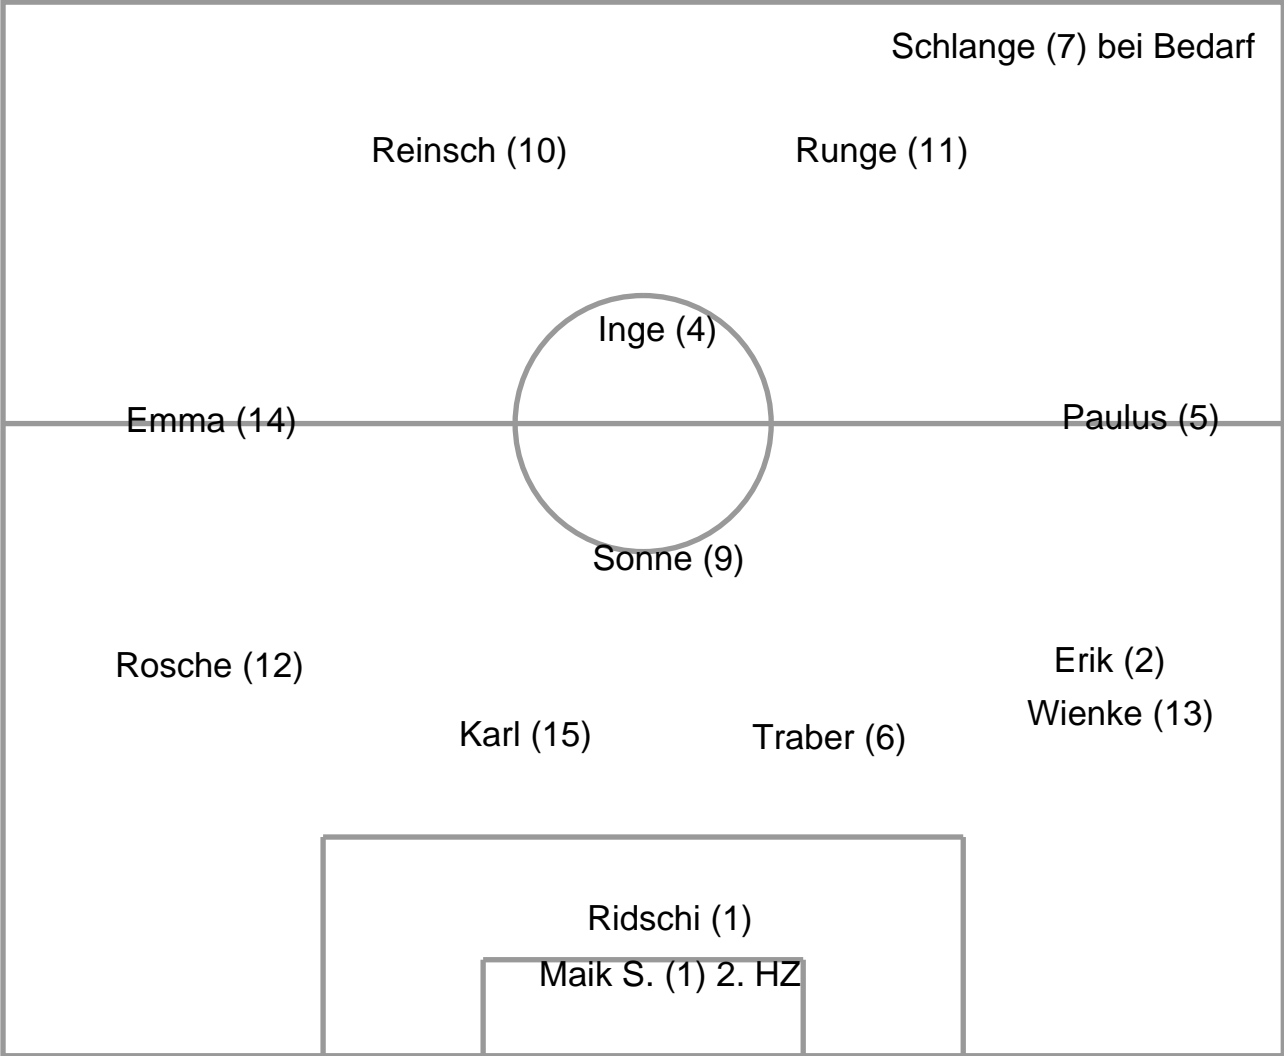 Schlange (7) bei Bedarf
Reinsch (10)
Runge (11)
Inge (4)
Emma (14)
Paulus (5)
Sonne (9)
Rosche (12)
Erik (2)
Wienke (13)
Karl (15)
Traber (6)
Ridschi (1)
Maik S. (1) 2. HZ